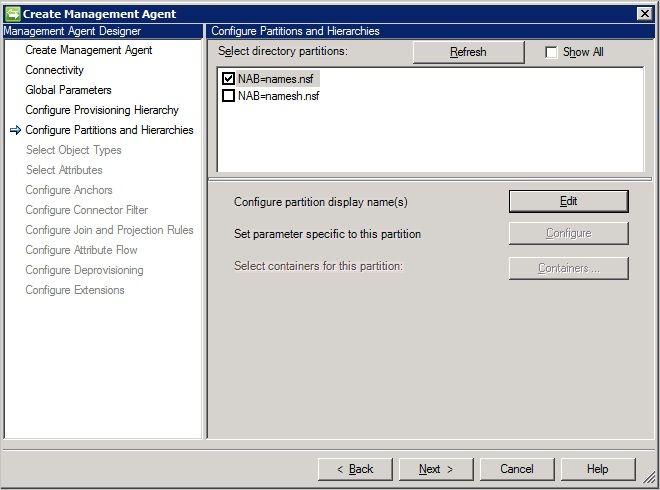 Create Management Agent
Management Agent Designer
Create Management Agent
Connectivity
Global Parameters
Configure Provisioning Hierarchy
Configure Partitions and Hierarchies
Select Object Types
Select Attributes
Configure Anchors
Configure Connector Filter
Configure Join and Projection Rules
Configure Attribute Flow
Configure Deprovisioning
Configure Extensions
Configure Partitions and Hierarchies
Select directory partitions:
Refresh
Show All
NAB=names.nsf
NAB=namesh.nsf
Configure partition display name(s)
Edit
Set parameter specific to this partition
Configure
Select containers for this partition:
Containers ...
< Back
Next >
Cancel
Help